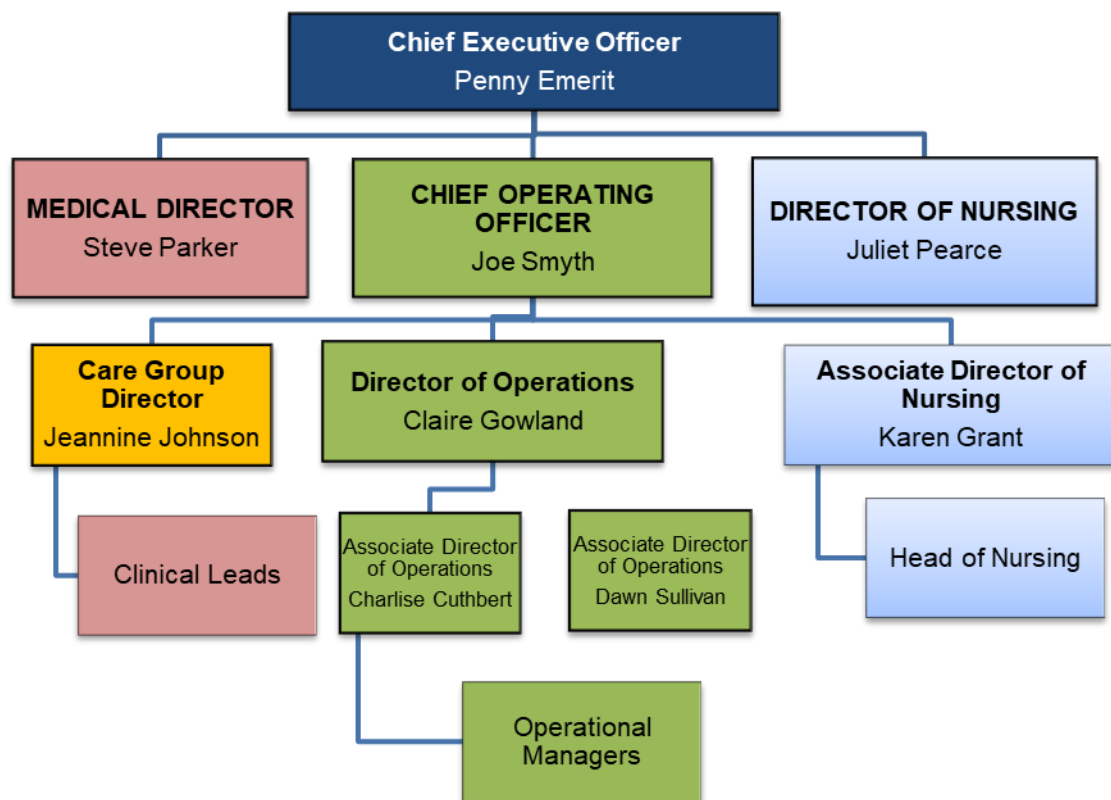 Chief Executive Officer
Penny Emerit
MEDICAL DIRECTOR
Steve Parker
CHIEF OPERATING
OFFICER
Joe Smyth
DIRECTOR OF NURSING
Juliet Pearce
Care Group
Director
Jeannine Johnson
Director of Operations
Claire Gowland
Associate Director of
Nursing
Karen Grant
Clinical Leads
Associate Director
of Operations
Charlise Cuthbert
Associate Director
of Operations
Dawn Sullivan
Head of Nursing
Operational
Managers